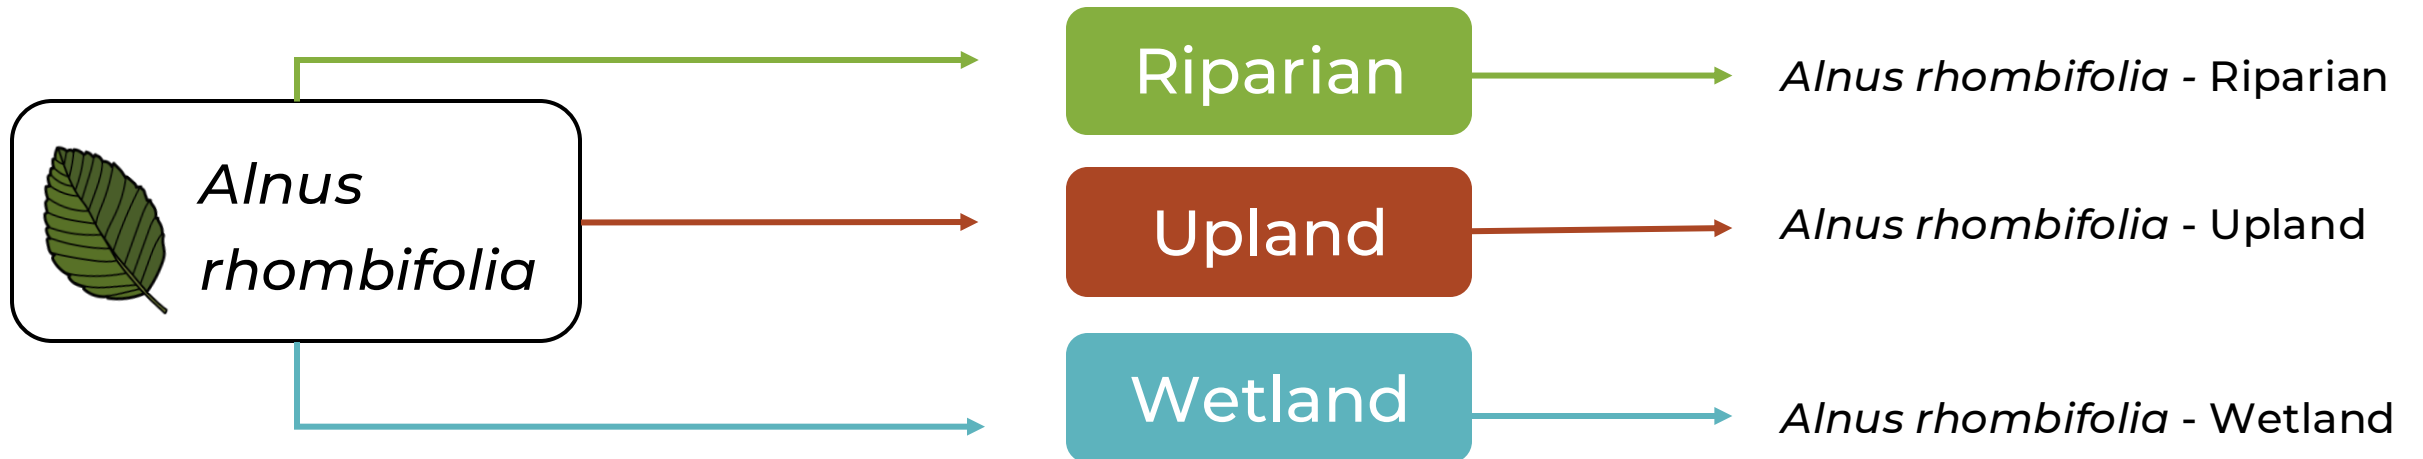 Alnus
rhombifolia
Riparian
Alnus rhombifolia - Riparian
Upland
Alnus rhombifolia - Upland
Wetland
Alnus rhombifolia - Wetland